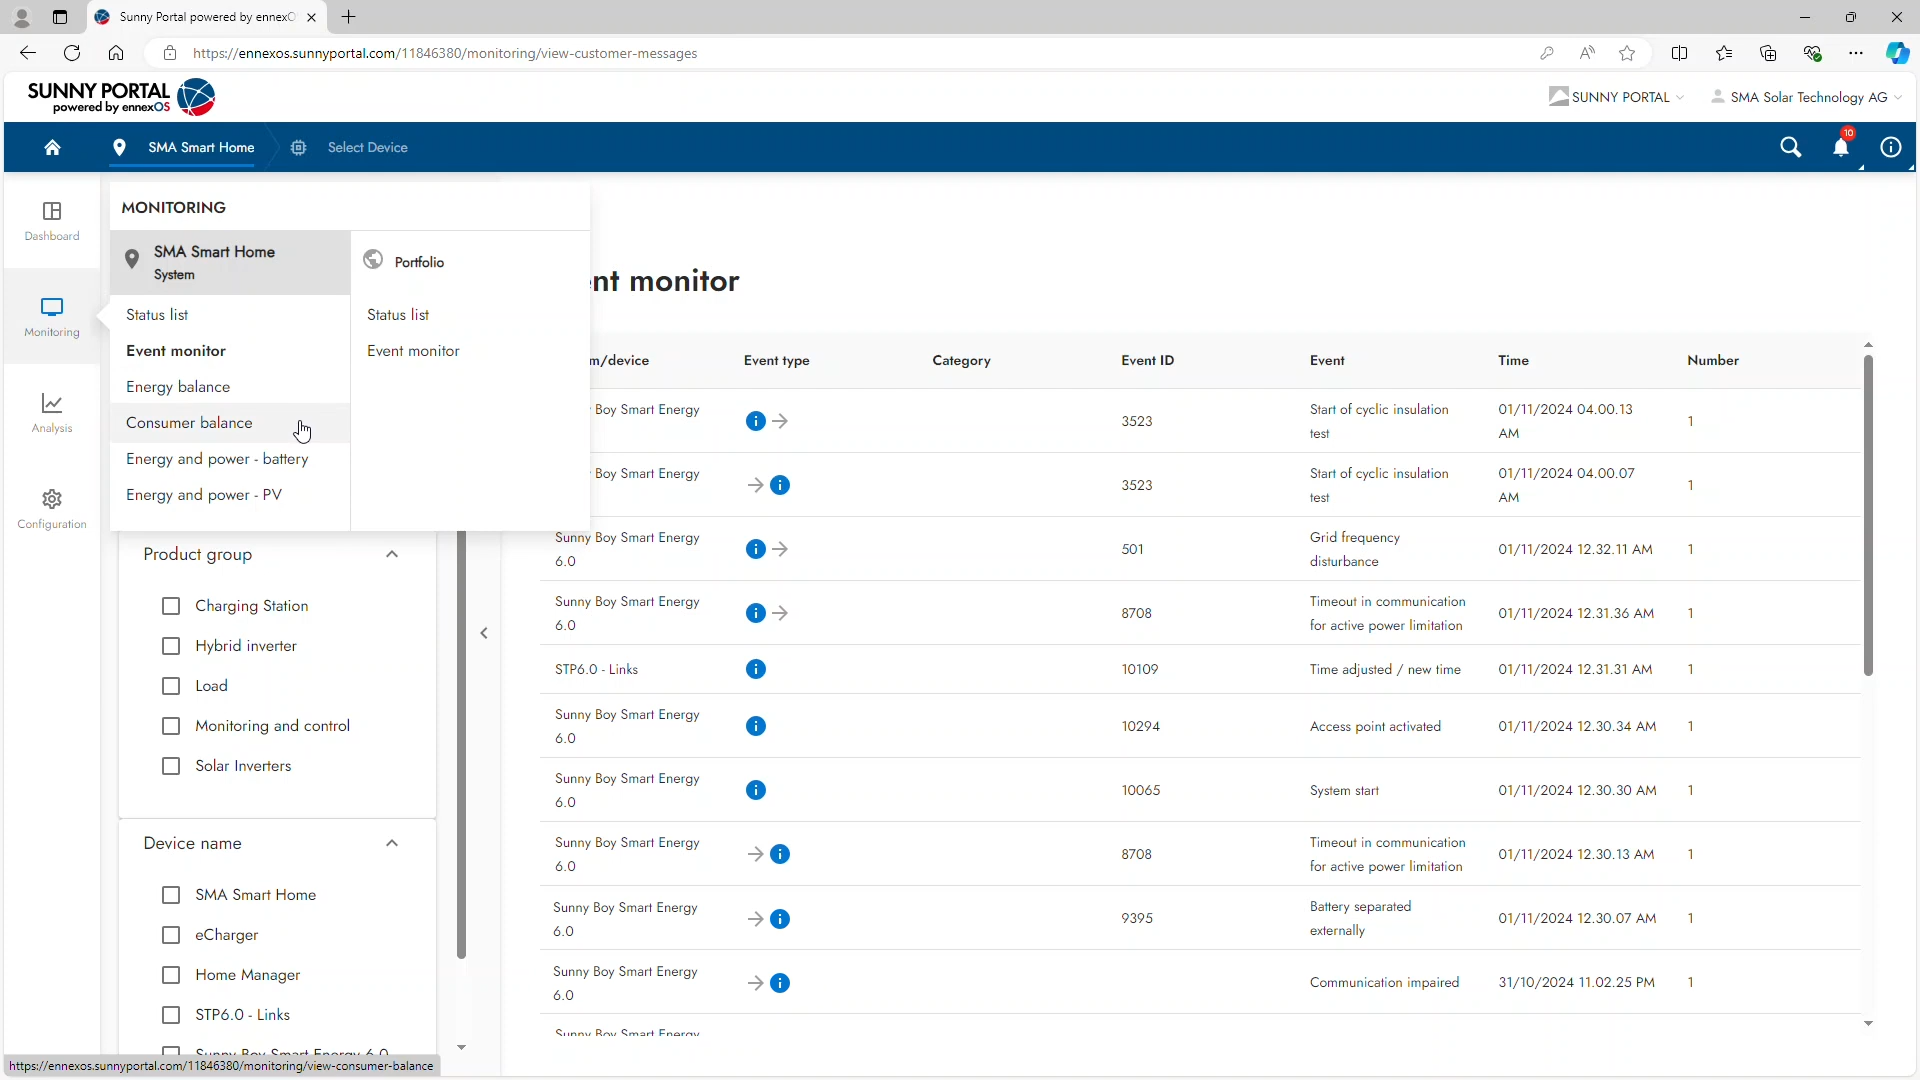 Sunny Portal powered by ennexO
https://ennexos.sunnyportal.com/11846380/monitoring/view-customer-messages
SUNNY PORTAL
powered by ennexOS
SUNNY PORTAL
SMA Solar Technology AG
SMA Smart Home
Select Device
10
Dashboard
Monitoring
Analysis
Configuration
MONITORING
SMA Smart Home
System
Portfolio
Status list
Event monitor
Energy balance
Consumer balance
Energy and power - battery
Energy and power - PV
Status list
Event monitor
Product group
Charging Station
Hybrid inverter
Load
Monitoring and control
Solar Inverters
Device name
SMA Smart Home
eCharger
Home Manager
STP6.0 - Links
Sunny Boy Smart Energy 6.0
nt monitor
m/device Event type Category Event ID Event Time Number
Boy Smart Energy 3523 Start of cyclic insulation 01/11/2024 04.00.13 1
test AM
Boy Smart Energy 3523 Start of cyclic insulation 01/11/2024 04.00.07 1
test AM
Sunny Boy Smart Energy 501 Grid frequency 01/11/2024 12.32.11 AM 1
6.0 disturbance
Sunny Boy Smart Energy 8708 Timeout in communication 01/11/2024 12.31.36 AM 1
6.0 for active power limitation
STP6.0 - Links 10109 Time adjusted / new time 01/11/2024 12.31.31 AM 1
Sunny Boy Smart Energy 10294 Access point activated 01/11/2024 12.30.34 AM 1
6.0
Sunny Boy Smart Energy 10065 System start 01/11/2024 12.30.30 AM 1
6.0
Sunny Boy Smart Energy 8708 Timeout in communication 01/11/2024 12.30.13 AM 1
6.0 for active power limitation
Sunny Boy Smart Energy 9395 Battery separated 01/11/2024 12.30.07 AM 1
6.0 externally
Sunny Boy Smart Energy Communication impaired 31/10/2024 11.02.25 PM 1
6.0
Sunny Boy Smart Energy
https://ennexos.sunnyportal.com/11846380/monitoring/view-consumer-balance